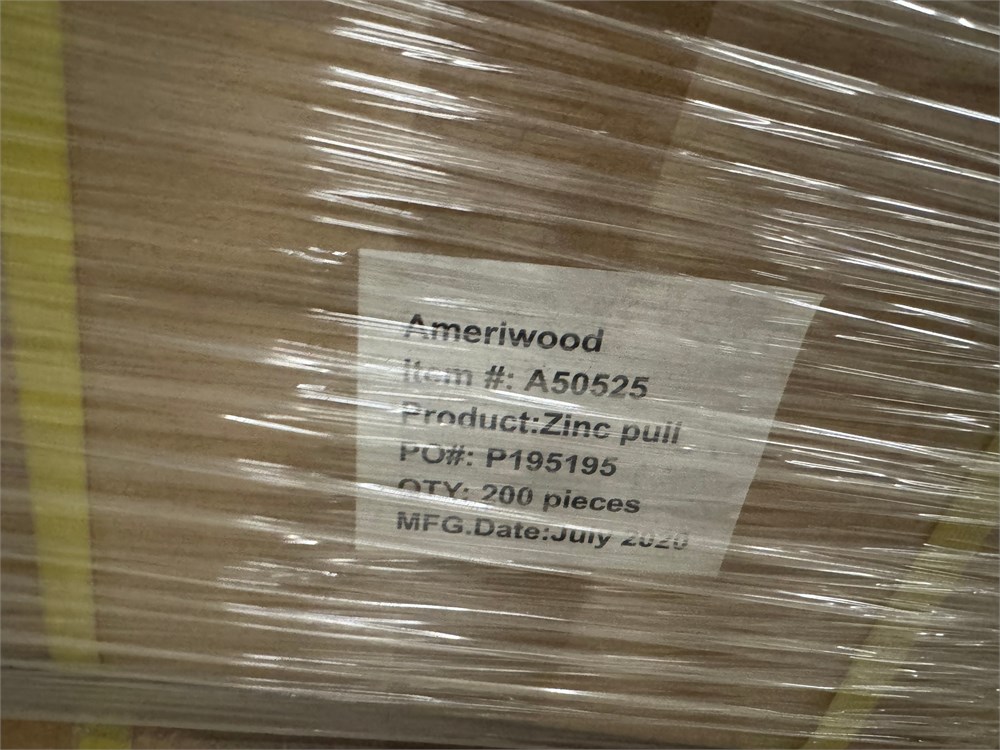 Ameriwood
Item #: A50525
Product:Zinc pull
PO#: P195195
QTY: 200 pieces
MFG.Date:July 2020